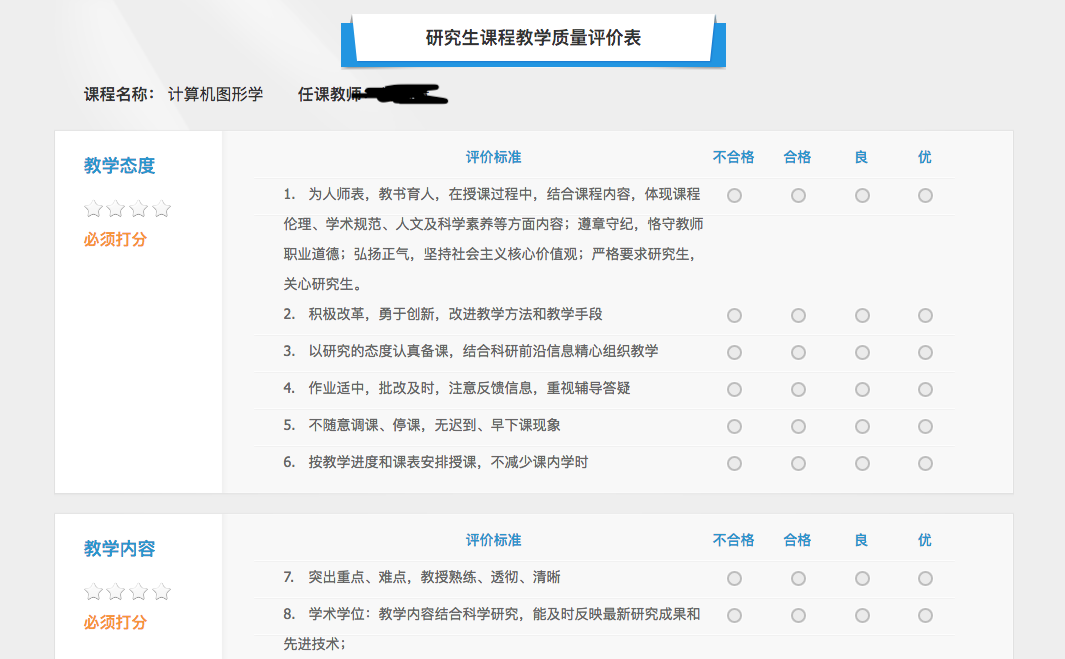 研究生课程教学质量评价表
课程名称： 计算机图形学 任课教师
教学态度
必须打分
评价标准 不合格 合格 良 优
1. 为人师表，教书育人，在授课过程中，结合课程内容，体现课程
伦理、学术规范、人文及科学素养等方面内容；遵章守纪，恪守教师
职业道德；弘扬正气，坚持社会主义核心价值观；严格要求研究生，
关心研究生。
2. 积极改革，勇于创新，改进教学方法和教学手段
3. 以研究的态度认真备课，结合科研前沿信息精心组织教学
4. 作业适中，批改及时，注意反馈信息，重视辅导答疑
5. 不随意调课、停课，无迟到、早下课现象
6. 按教学进度和课表安排授课，不减少课内学时
教学内容
必须打分
评价标准 不合格 合格 良 优
7. 突出重点、难点，教授熟练、透彻、清晰
8. 学术学位：教学内容结合科学研究，能及时反映最新研究成果和
先进技术；